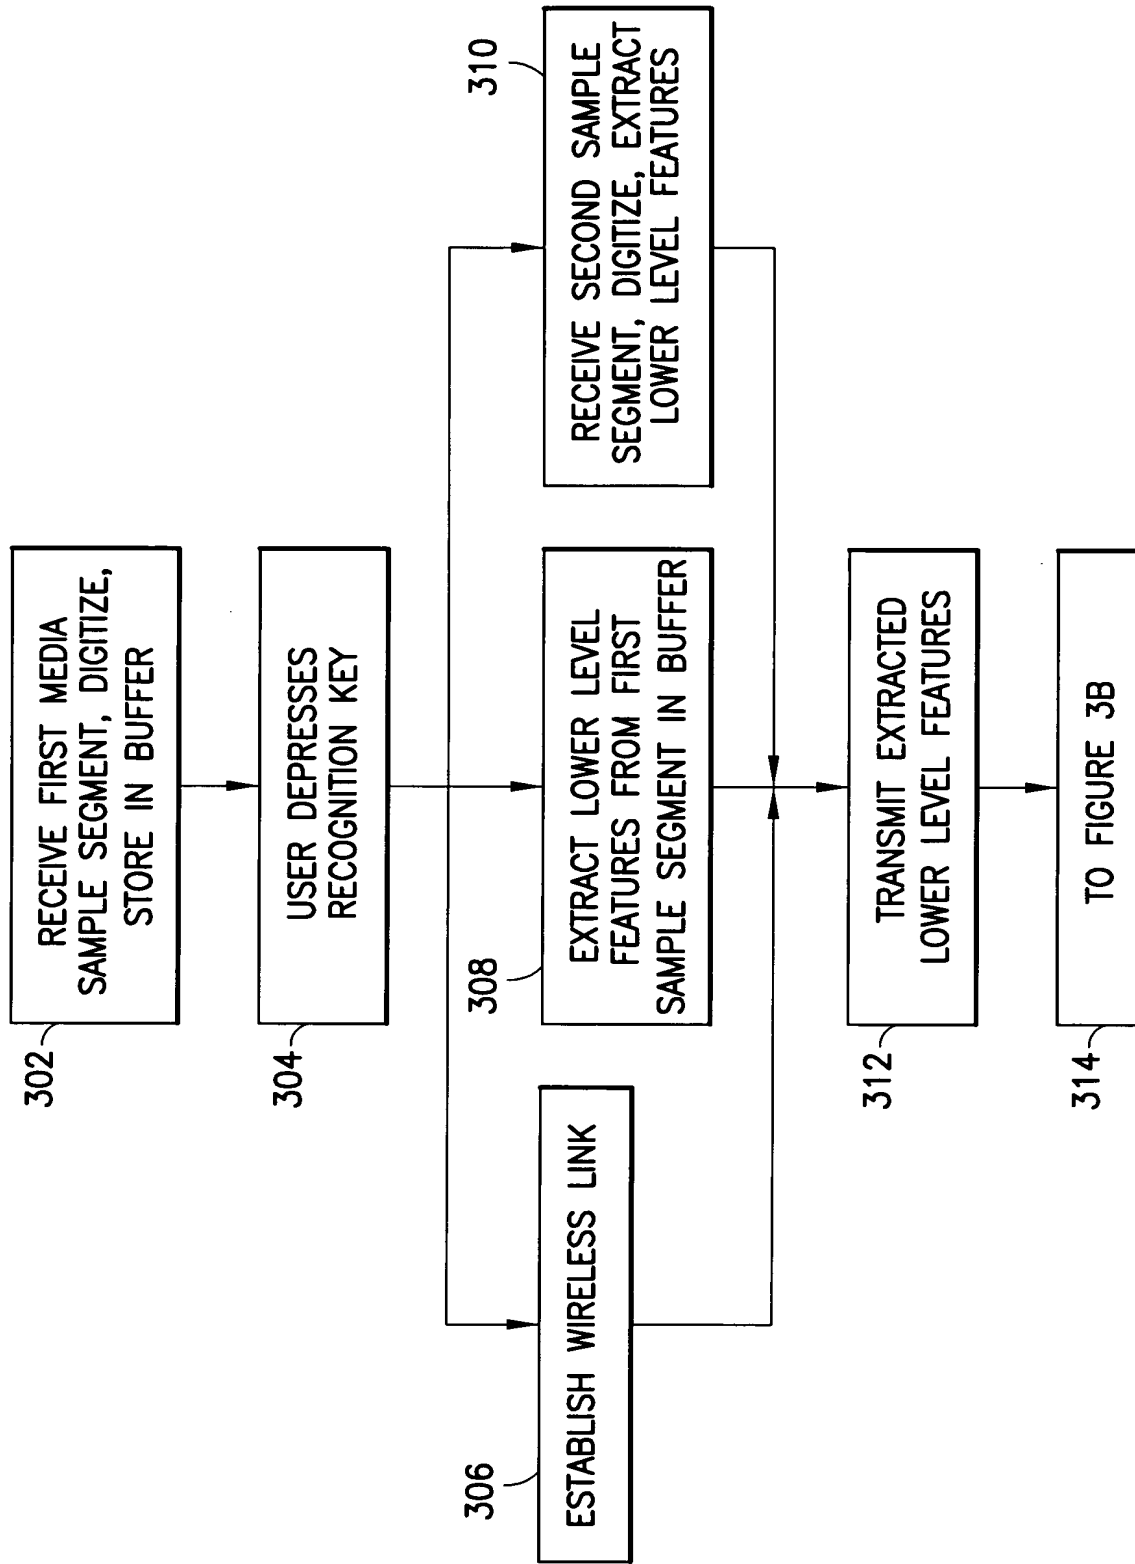 302
RECEIVE FIRST MEDIA
SAMPLE SEGMENT, DIGITIZE,
STORE IN BUFFER
304
USER DEPRESSES
RECOGNITION KEY
306
ESTABLISH WIRELESS LINK
308
EXTRACT LOWER LEVEL
FEATURES FROM FIRST
SAMPLE SEGMENT IN BUFFER
310
RECEIVE SECOND SAMPLE
SEGMENT, DIGITIZE, EXTRACT
LOWER LEVEL FEATURES
312
TRANSMIT EXTRACTED
LOWER LEVEL FEATURES
314
TO FIGURE 3B